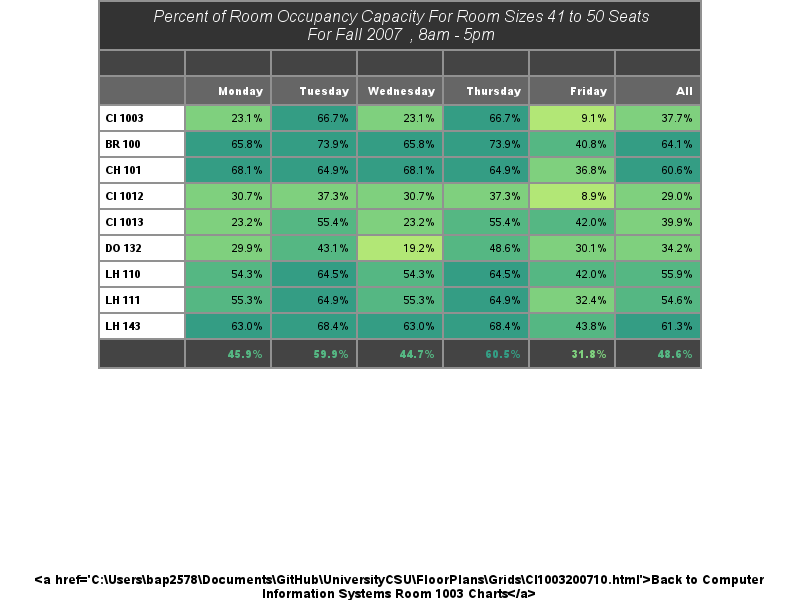 Percent of Room Occupancy Capacity For Room Sizes 41 to 50 Seats
For Fall 2007 , 8am - 5pm
Monday Tuesday Wednesday Thursday Friday All
CI 1003 23.1% 66.7% 23.1% 66.7% 9.1% 37.7%
BR 100 65.8% 73.9% 65.8% 73.9% 40.8% 64.1%
CH 101 68.1% 64.9% 68.1% 64.9% 36.8% 60.6%
CI 1012 30.7% 37.3% 30.7% 37.3% 8.9% 29.0%
CI 1013 23.2% 55.4% 23.2% 55.4% 42.0% 39.9%
DO 132 29.9% 43.1% 19.2% 48.6% 30.1% 34.2%
LH 110 54.3% 64.5% 54.3% 64.5% 42.0% 55.9%
LH 111 55.3% 64.9% 55.3% 64.9% 32.4% 54.6%
LH 143 63.0% 68.4% 63.0% 68.4% 43.8% 61.3%
45.9% 59.9% 44.7% 60.5% 31.8% 48.6%
<a href='C:\Users\bap2578\Documents\GitHub\UniversityCSU\FloorPlans\Grids\CI1003200710.html'>Back to Computer
Information Systems Room 1003 Charts</a>